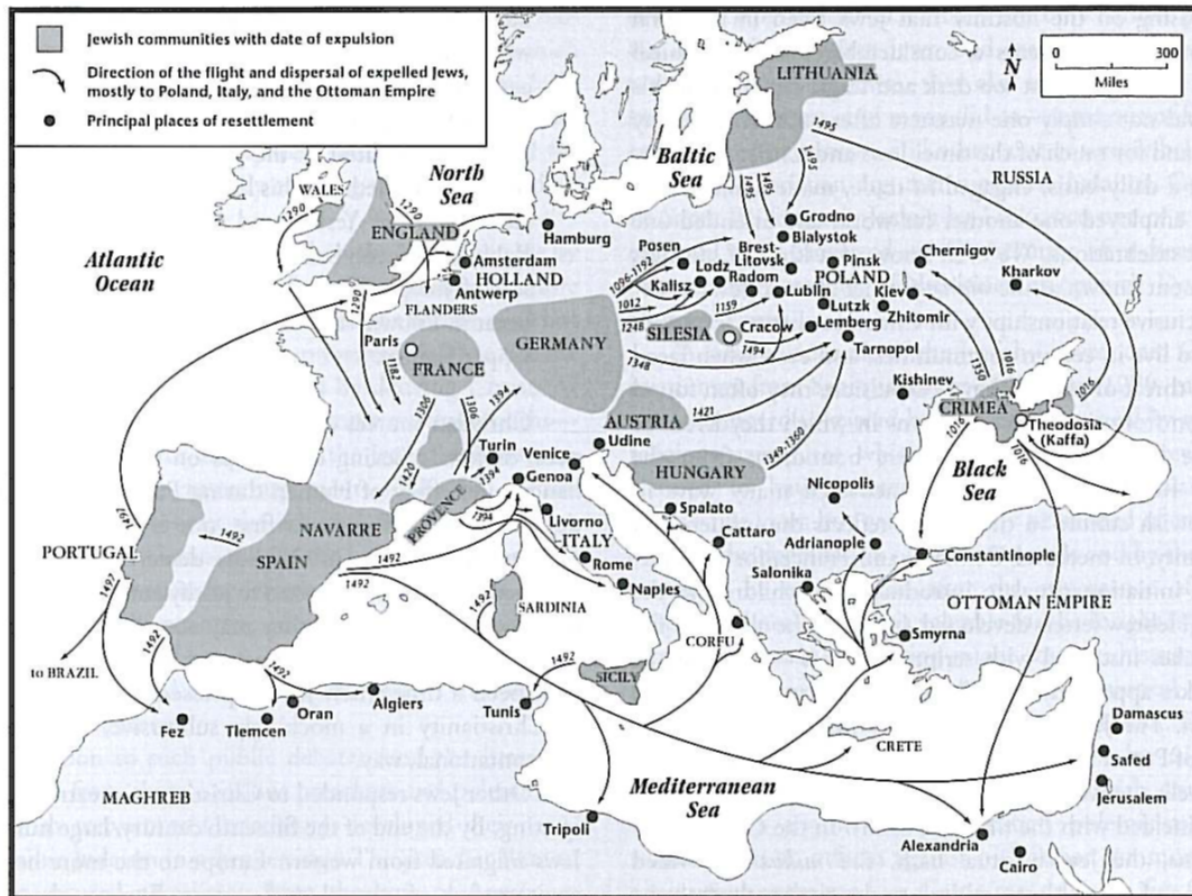 Jewish communities with date of expulsion
Direction of the flight and dispersal of expelled Jews,
mostly to Poland, Italy, and the Ottoman Empire
Principal places of resettlement
0 300
Miles
N
LITHUANIA
1495
1495
1495
1495
RUSSIA
Baltic
Sea
North
Sea
Atlantic
Ocean
WALES
1290
1290
ENGLAND
1290
Hamburg
Amsterdam
HOLLAND
Antwerp
FLANDERS
Grodno
Bialystok
Posen
Brest-
Litovsk
Pinsk
Chernigov
Lodz
Radom
POLAND
Kharkov
Kalisz
Lublin
Kiev
Lutzk
Zhitomir
1012
1159
1248
SILESIA
Cracow
Lemberg
1494
Tarnopol
1348
Paris
FRANCE
GERMANY
1306
1306
1394
AUSTRIA
1421
Kishinev
1350
1016
1016
CRIMEA
Theodosia
(Kaffa)
1016
1016
Black
Sea
Turin
Udine
Venice
Genoa
1394
1394
1420
PROVENCE
HUNGARY
1349-1360
Nicopolis
Livorno
ITALY
Spalato
Cattaro
Adrianople
Constantinople
NAVARRE
1497
PORTUGAL
1492
SPAIN
1492
1492
Rome
Naples
Salonika
OTTOMAN EMPIRE
1497
SARDINIA
1492
CORFU
Smyrna
1492
SICILY
to BRAZIL
1492
1492
Fez
Tlemcen
Oran
Algiers
Tunis
Damascus
Safed
Jerusalem
CRETE
MAGHREB
Mediterranean
Sea
Tripoli
Alexandria
Cairo